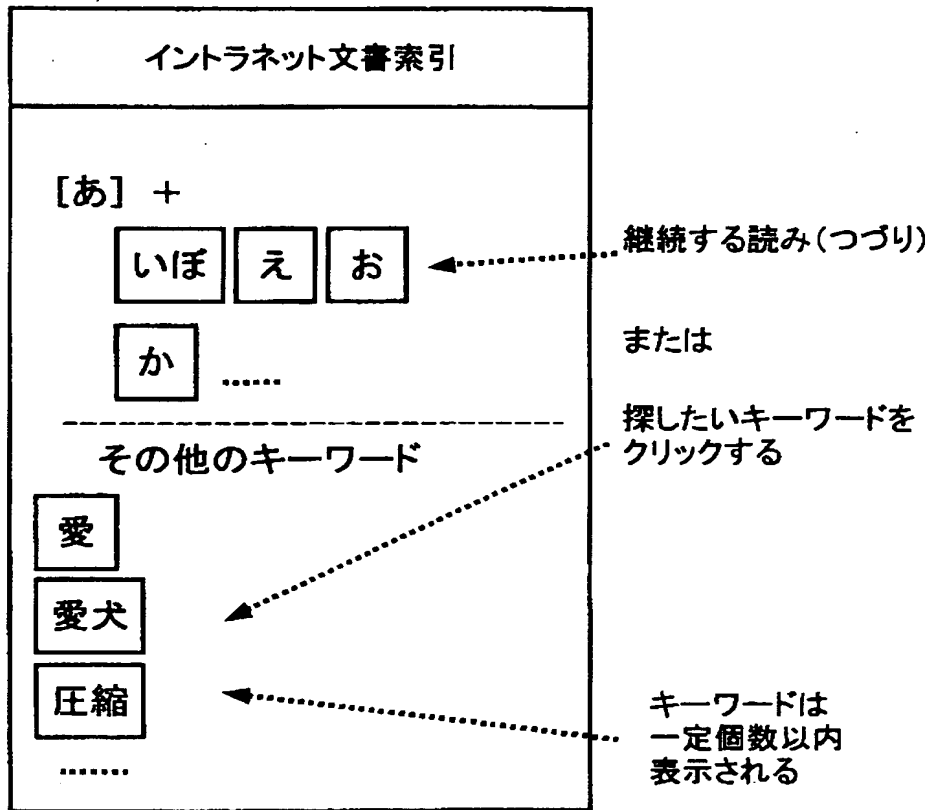 イントラネット文書索引
[あ] +
いぼ え お
か ......
継続する読み(つづり)
または
探したいキーワードを
クリックする
その他のキーワード
愛
愛犬
圧縮
.......
キーワードは
一定個数以内
表示される